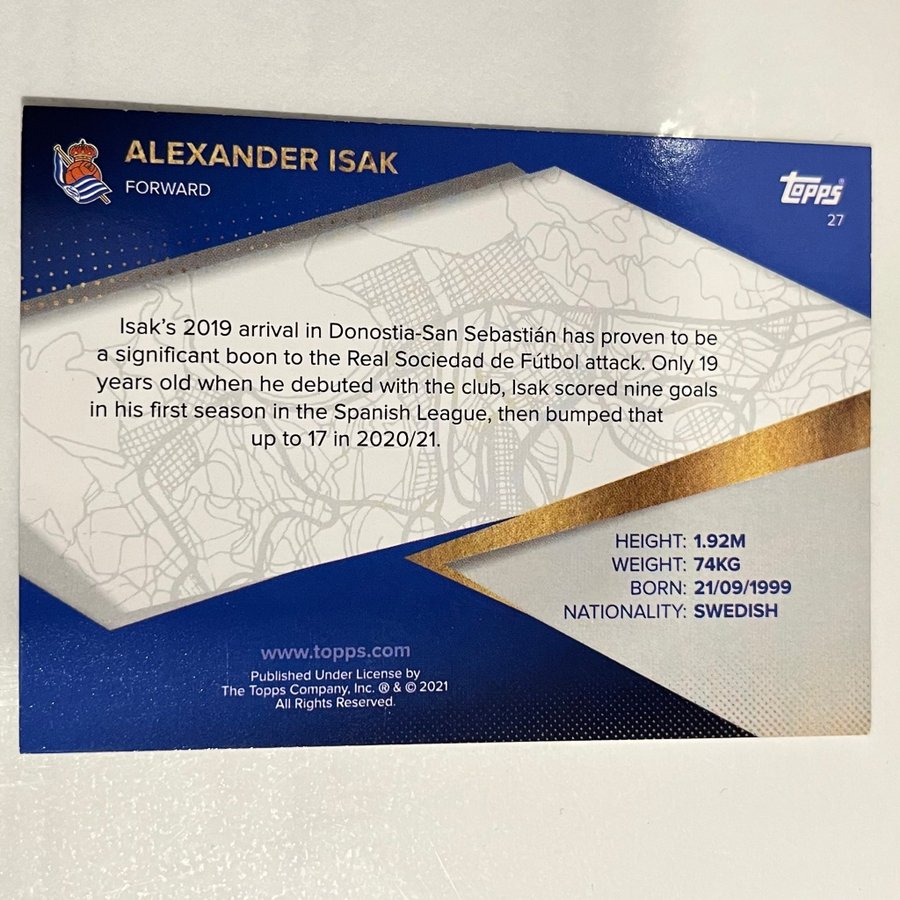 ALEXANDER ISAK
FORWARD
topps®
27
Isak's 2019 arrival in Donostia-San Sebastián has proven to be
a significant boon to the Real Sociedad de Fútbol attack. Only 19
years old when he debuted with the club, Isak scored nine goals
in his first season in the Spanish League, then bumped that
up to 17 in 2020/21.
HEIGHT: 1.92M
WEIGHT: 74KG
BORN: 21/09/1999
NATIONALITY: SWEDISH
www.topps.com
Published Under License by
The Topps Company, Inc. ® & © 2021
All Rights Reserved.